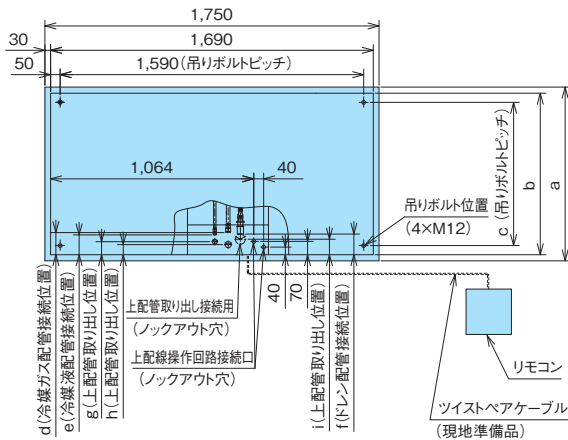 1,750
30
1,690
50
1,590(吊りボルトピッチ)
1,064
40
c(吊りボルトピッチ)
b
a
吊りボルト位置
(4×M12)
d(冷媒ガス配管接続位置)
e(冷媒液配管接続位置)
g(上配管取り出し位置)
h(上配管取り出し位置)
上配管取り出し接続用
(ノックアウト穴)
上配線操作回路接続口
(ノックアウト穴)
40
70
i(上配管取り出し位置)
f(ドレン配管接続位置)
リモコン
ツイストペアケーブル
(現地準備品)